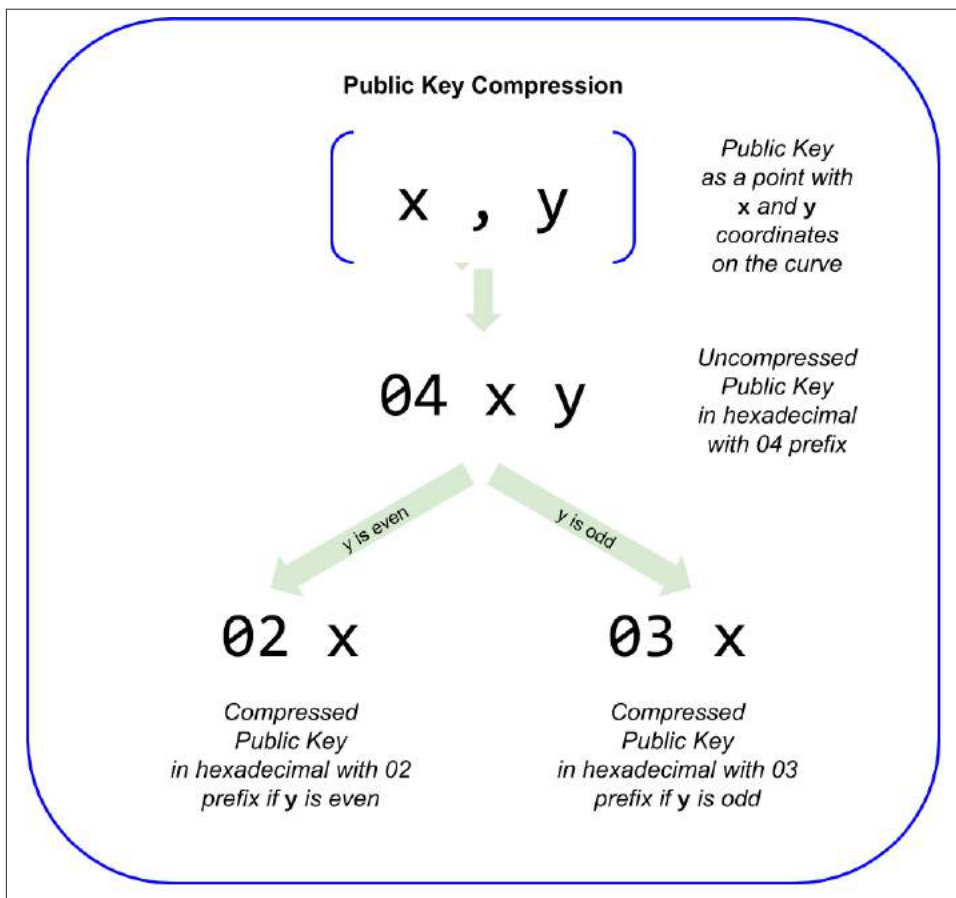 Public Key Compression
x , y
Public Key
as a point with
x and y
coordinates
on the curve
04 x y
Uncompressed
Public Key
in hexadecimal
with 04 prefix
y is even
y is odd
02 x
03 x
Compressed
Public Key
in hexadecimal with 02
prefix if y is even
Compressed
Public Key
in hexadecimal with 03
prefix if y is odd